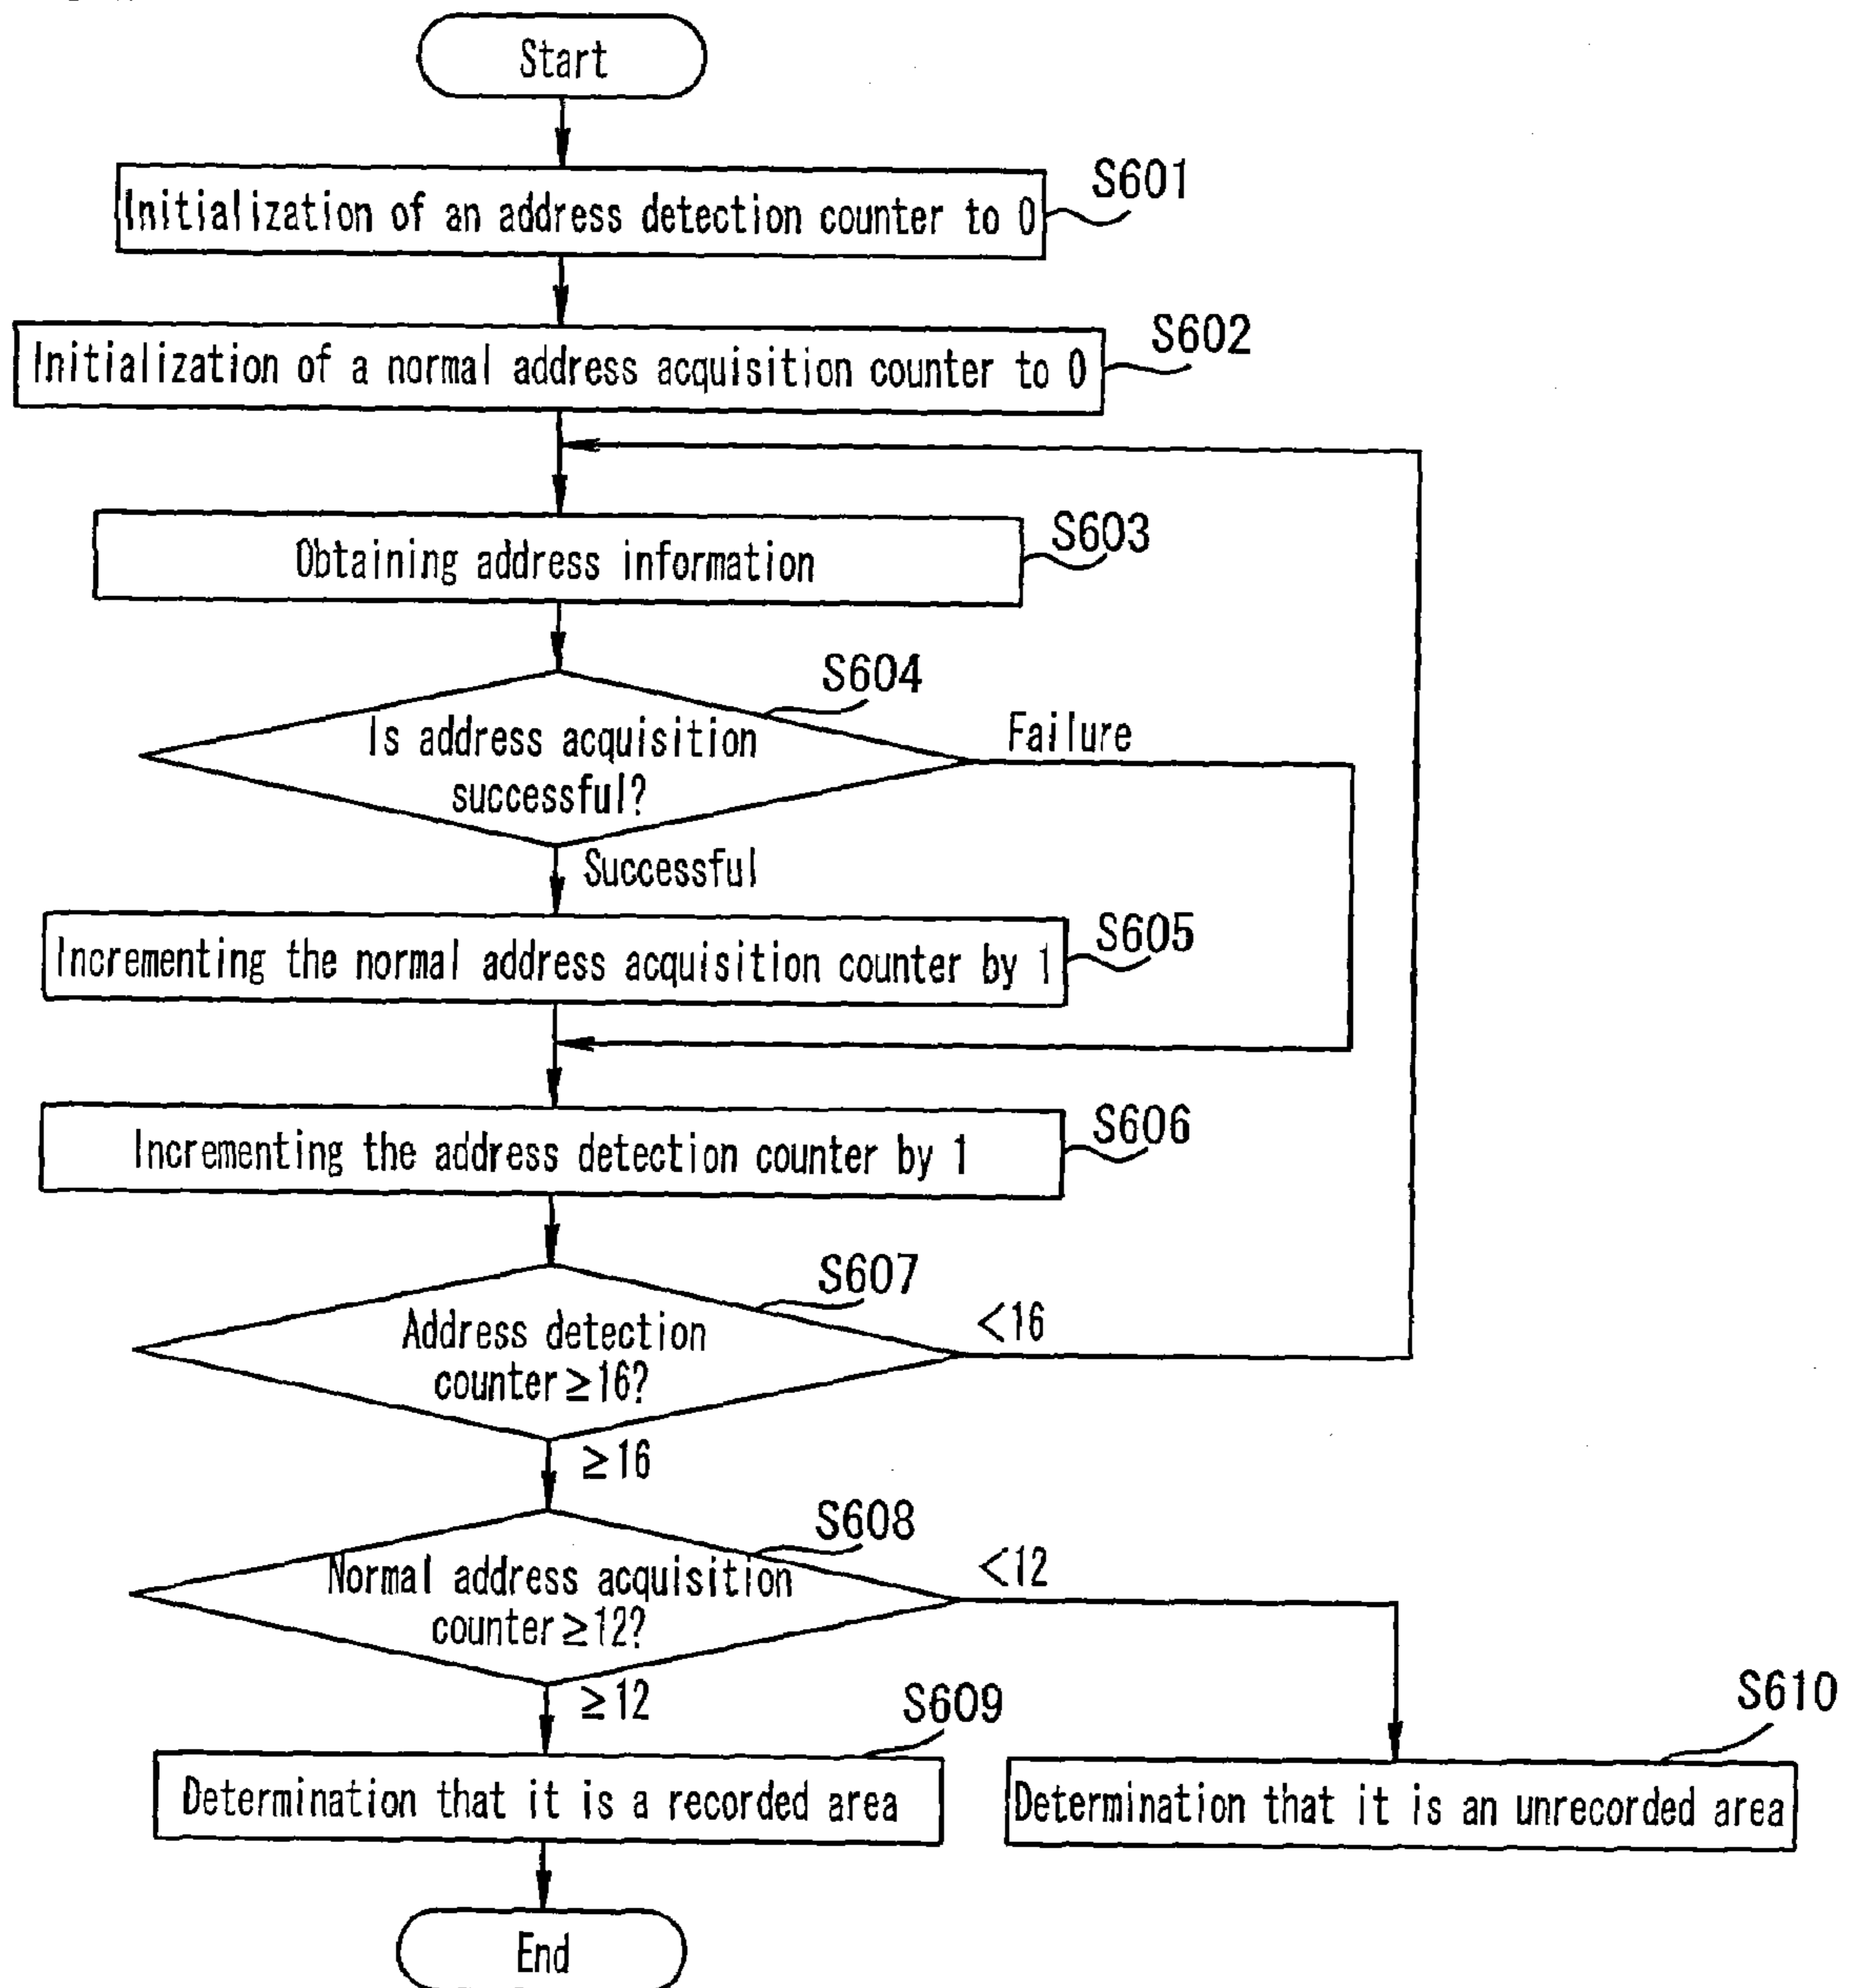 Start
Initialization of an address detection counter to 0
S601
Initialization of a normal address acquisition counter to 0
S602
Obtaining address information
S603
S604
Is address acquisition
successful?
Failure
Successful
Incrementing the normal address acquisition counter by 1
S605
Incrementing the address detection counter by 1
S606
S607
Address detection
counter≥16?
<16
≥16
S608
Normal address acquisition
counter≥12?
<12
≥12
S609
S610
Determination that it is a recorded area
Determination that it is an unrecorded area
End